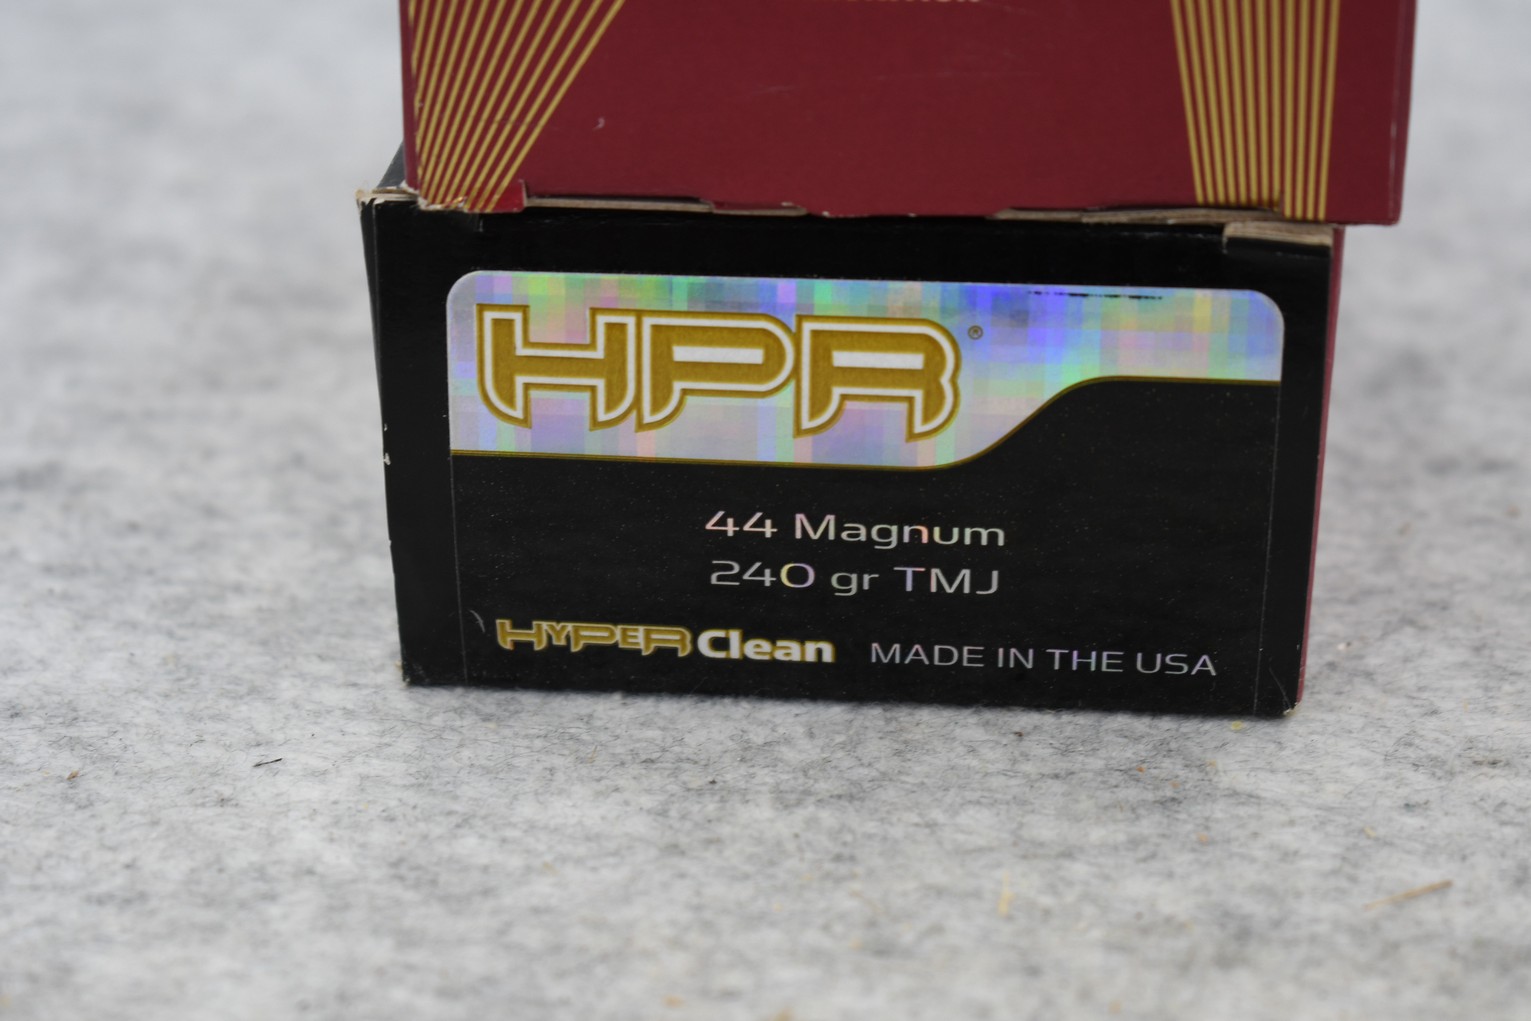 HPR®
44 Magnum
240 gr TMJ
HYPER Clean MADE IN THE USA